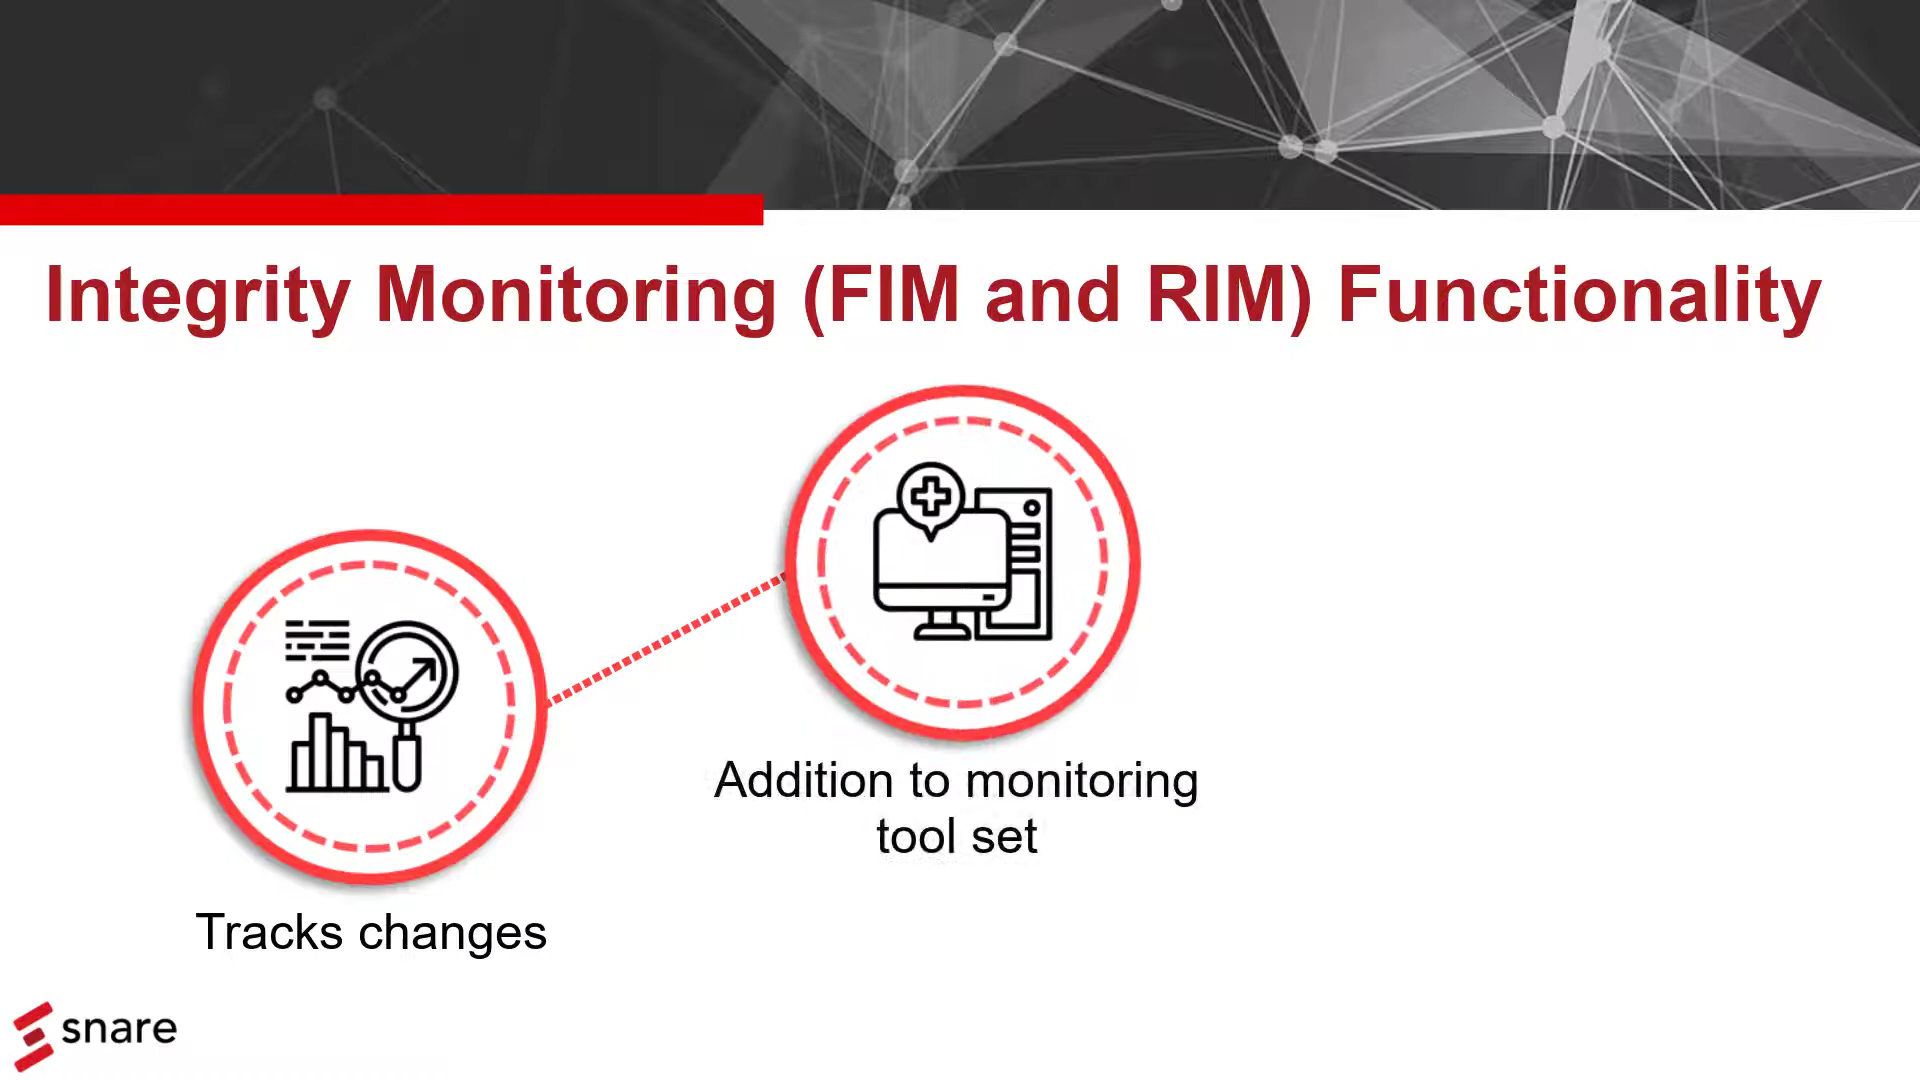 Integrity Monitoring (FIM and RIM) Functionality
Addition to monitoring
tool set
Tracks changes
snare